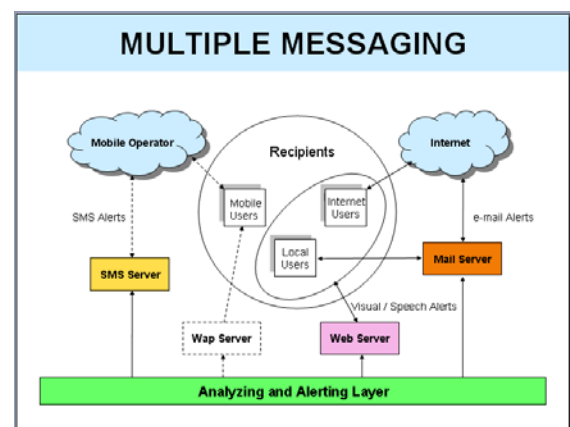 MULTIPLE MESSAGING
Mobile Operator
Recipients
Internet
Mobile
Users
Internet
Users
SMS Alerts
e-mail Alerts
Local
Users
SMS Server
Mail Server
Visual / Speech Alerts
Wap Server
Web Server
Analyzing and Alerting Layer